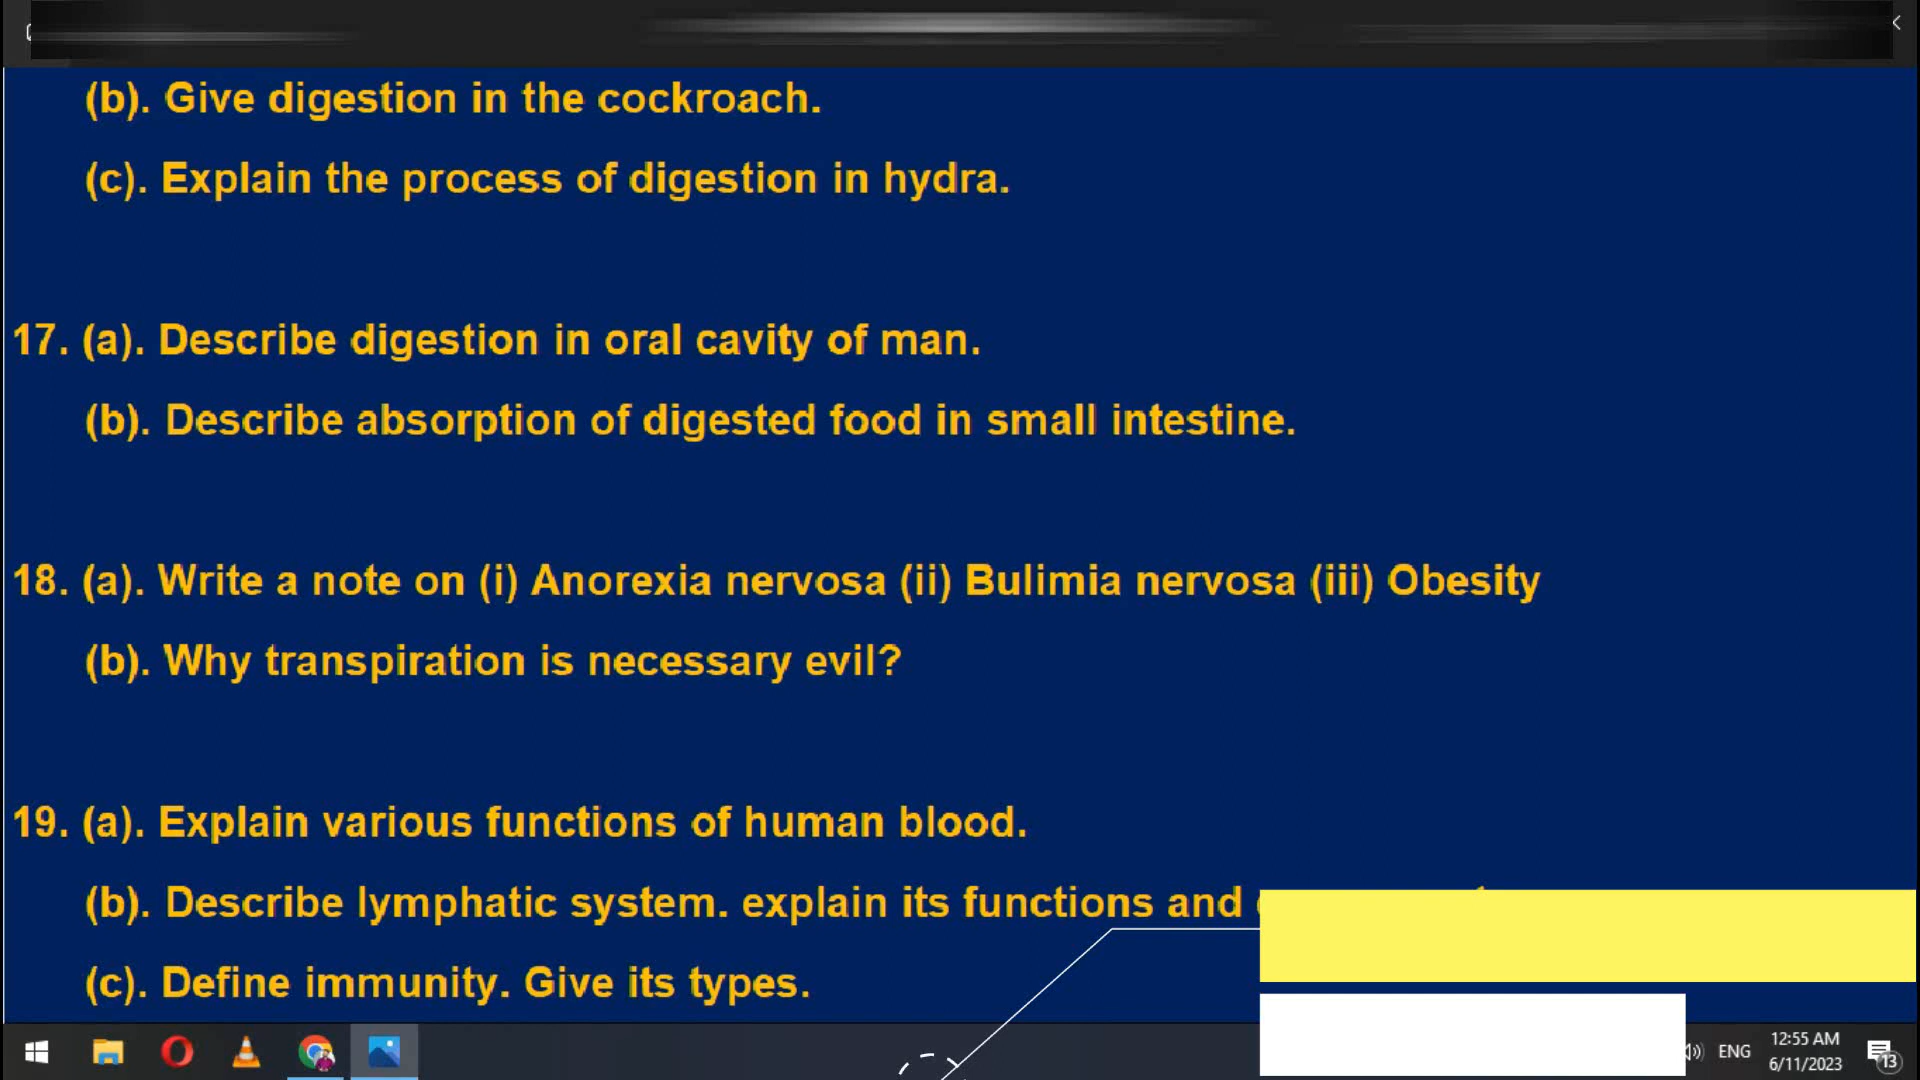 (b). Give digestion in the cockroach.
(c). Explain the process of digestion in hydra.
17. (a). Describe digestion in oral cavity of man.
(b). Describe absorption of digested food in small intestine.
18. (a). Write a note on (i) Anorexia nervosa (ii) Bulimia nervosa (iii) Obesity
(b). Why transpiration is necessary evil?
19. (a). Explain various functions of human blood.
(b). Describe lymphatic system. explain its functions and
(c). Define immunity. Give its types.
ENG
12:55 AM
6/11/2023
13